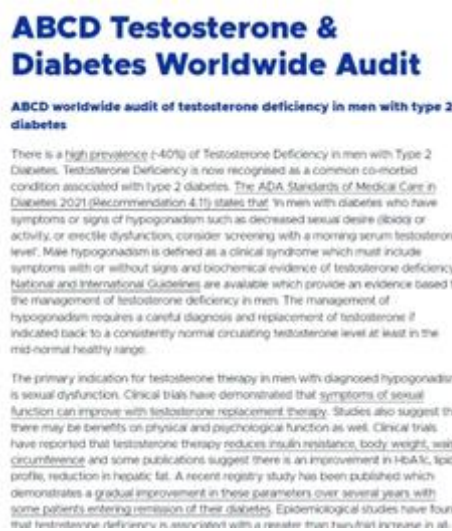 ABCD Testosterone &
Diabetes Worldwide Audit
ABCD worldwide audit of testosterone deficiency in men with type 2
diabetes
There is a high prevalence (~40%) of Testosterone Deficiency in men with Type 2
Diabetes. Testosterone Deficiency is now recognised as a common co-morbid
condition associated with type 2 diabetes. The ADA Standards of Medical Care in
Diabetes 2021 (Recommendation 4.11) states that 'In men with diabetes who have
symptoms or signs of hypogonadism such as decreased sexual desire (libido) or
activity, or erectile dysfunction, consider screening with a morning serum testosteron
level'. Male hypogonadism is defined as a clinical syndrome which must include
symptoms with or without signs and biochemical evidence of testosterone deficiency
National and International Guidelines are available which provide an evidence based f
the management of testosterone deficiency in men. The management of
hypogonadism requires a careful diagnosis and replacement of testosterone if
indicated back to a consistently normal circulating testosterone level at least in the
mid-normal healthy range.
The primary indication for testosterone therapy in men with diagnosed hypogonadis
is sexual dysfunction. Clinical trials have demonstrated that symptoms of sexual
function can improve with testosterone replacement therapy. Studies also suggest th
there may be benefits on physical and psychological function as well. Clinical trials
have reported that testosterone therapy reduces insulin resistance, body weight, wais
circumference and some publications suggest there is an improvement in HbA1c, lipid
profile, reduction in hepatic fat. A recent registry study has been published which
demonstrates a gradual improvement in these parameters over several years with
some patients entering remission of their diabetes. Epidemiological studies have foun
that testosterone deficiency is associated with a greater than two-fold increase in all